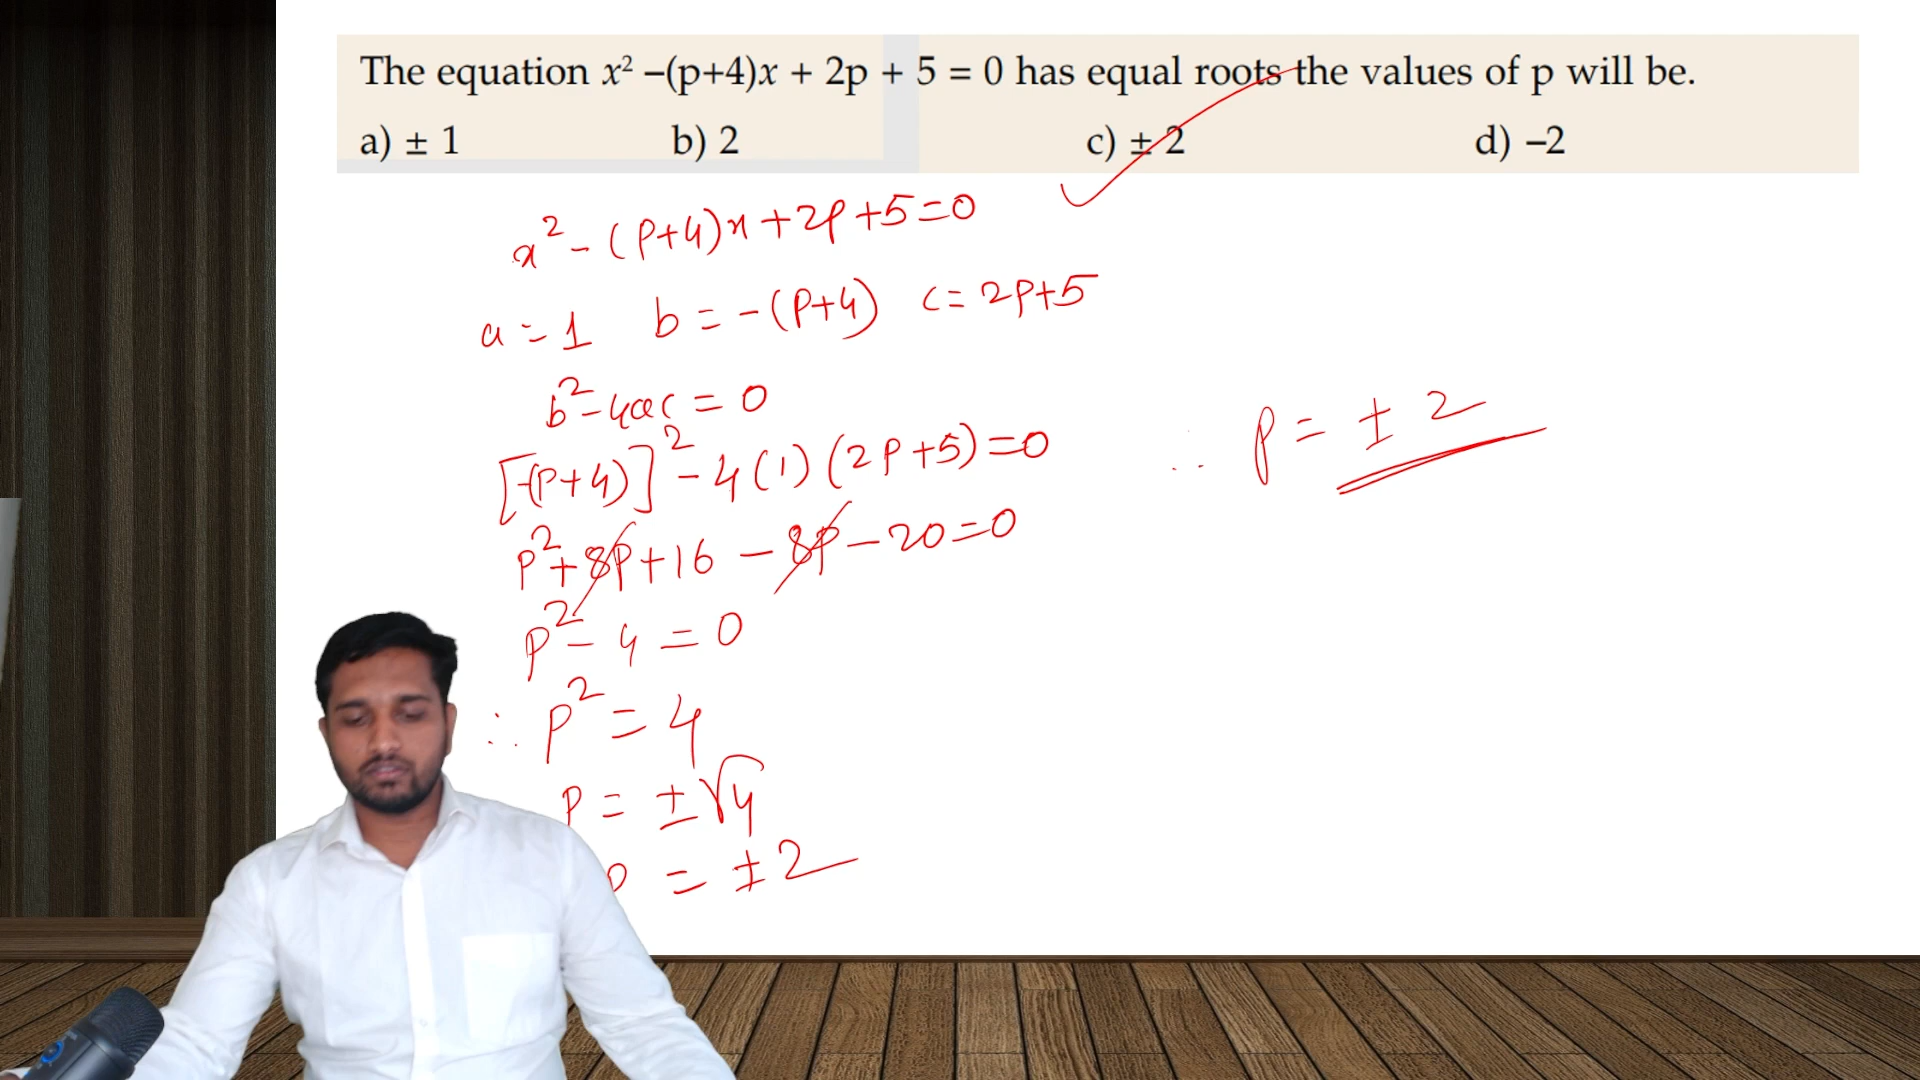 The equation x² –(p+4)x + 2p + 5 = 0 has equal roots the values of p will be.
a) ± 1 b) 2 c) ± 2 d) –2
x² - (p+4)x + 2p + 5 = 0
a = 1 b = -(p+4) c = 2p+5
b² - 4ac = 0
[-(p+4)]² - 4(1)(2p+5) = 0
p² + 8p + 16 - 8p - 20 = 0
p² - 4 = 0
∴ p² = 4
p = ±√4
p = ±2
∴ p = ± 2